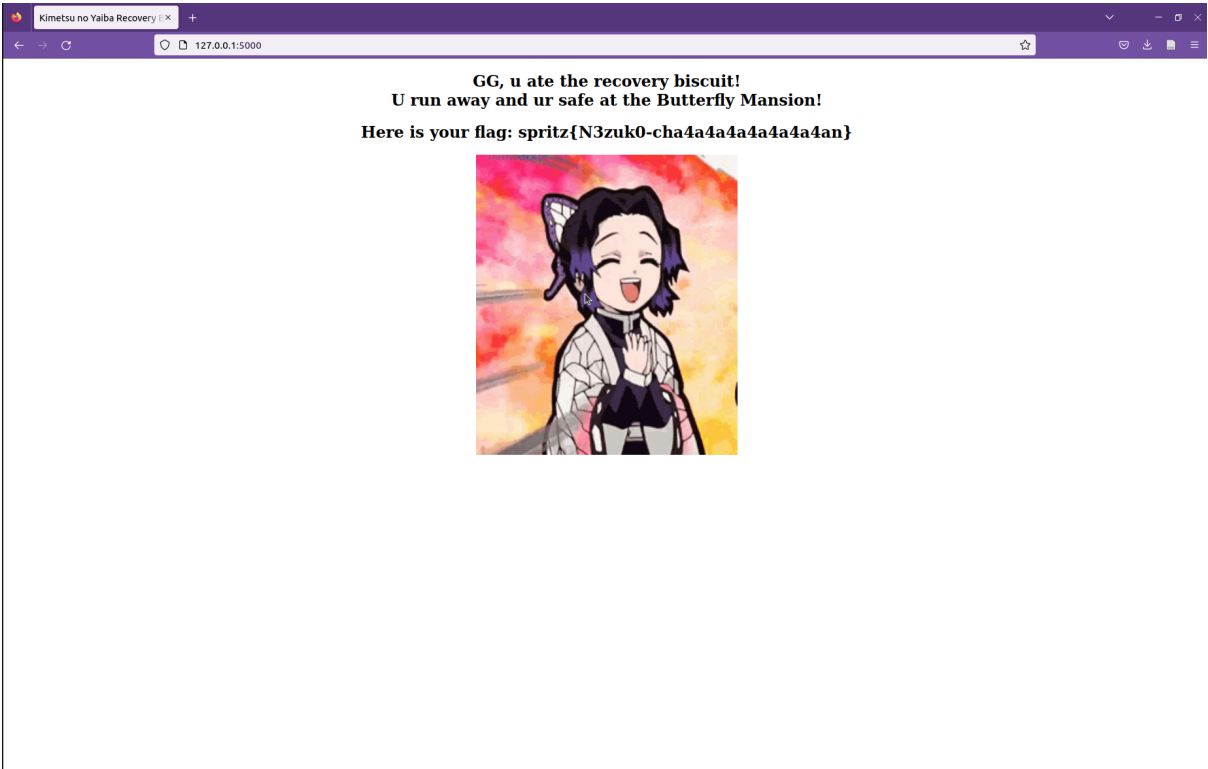 Kimetsu no Yaiba Recovery
127.0.0.1:5000
GG, u ate the recovery biscuit!
U run away and ur safe at the Butterfly Mansion!
Here is your flag: spritz{N3zuk0-cha4a4a4a4a4a4a4an}